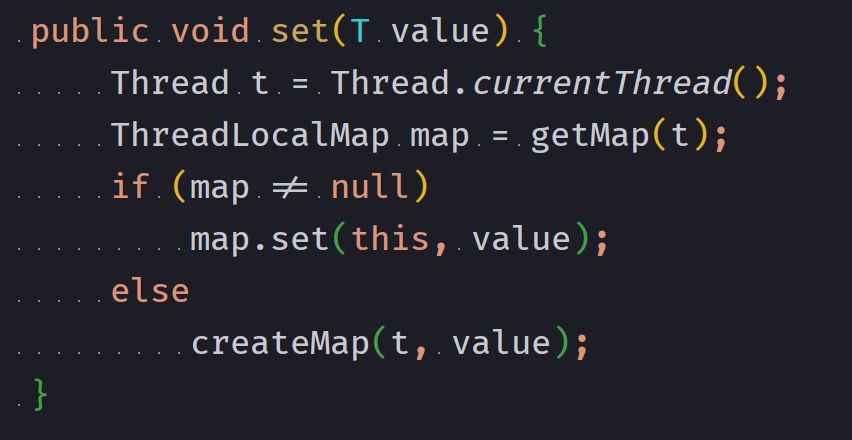 public void set(T value) {
Thread t = Thread.currentThread();
ThreadLocalMap map = getMap(t);
if (map != null)
map.set(this, value);
else
createMap(t, value);
}